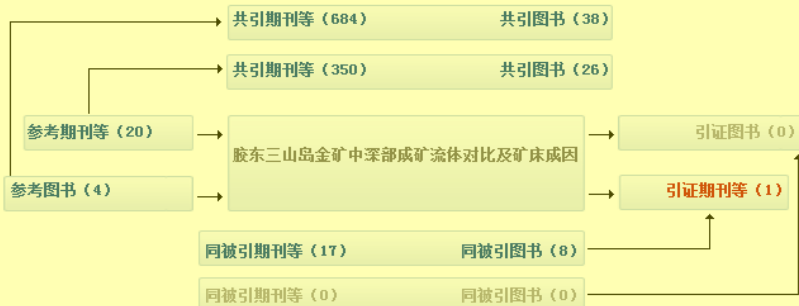 共引期刊等（684） 共引图书（38）
共引期刊等（350） 共引图书（26）
参考期刊等（20） 引证图书（0）
胶东三山岛金矿中深部成矿流体对比及矿床成因
参考图书（4） 引证期刊等（1）
同被引期刊等（17） 同被引图书（8）
同被引期刊等（0） 同被引图书（0）